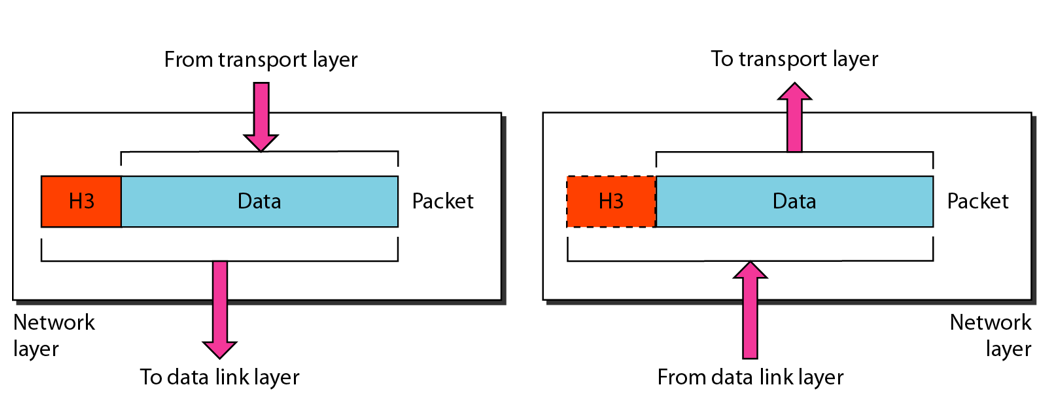 From transport layer
To transport layer
H3
Data
Packet
H3
Data
Packet
Network
layer
Network
layer
To data link layer
From data link layer